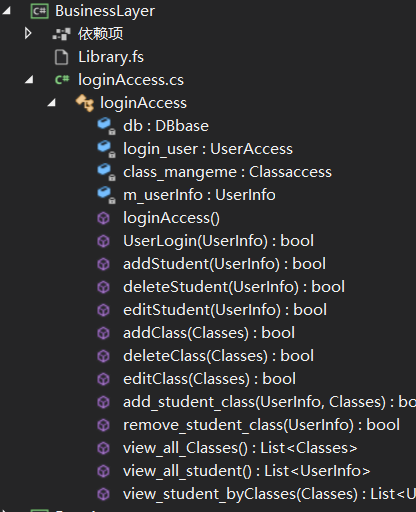 BusinessLayer
依赖项
Library.fs
loginAccess.cs
loginAccess
db : DBbase
login_user : UserAccess
class_mangeme : Classaccess
m_userInfo : UserInfo
loginAccess()
UserLogin(UserInfo) : bool
addStudent(UserInfo) : bool
deleteStudent(UserInfo) : bool
editStudent(UserInfo) : bool
addClass(Classes) : bool
deleteClass(Classes) : bool
editClass(Classes) : bool
add_student_class(UserInfo, Classes) : bo
remove_student_class(UserInfo) : bool
view_all_Classes() : List<Classes>
view_all_student() : List<UserInfo>
view_student_byClasses(Classes) : List<U